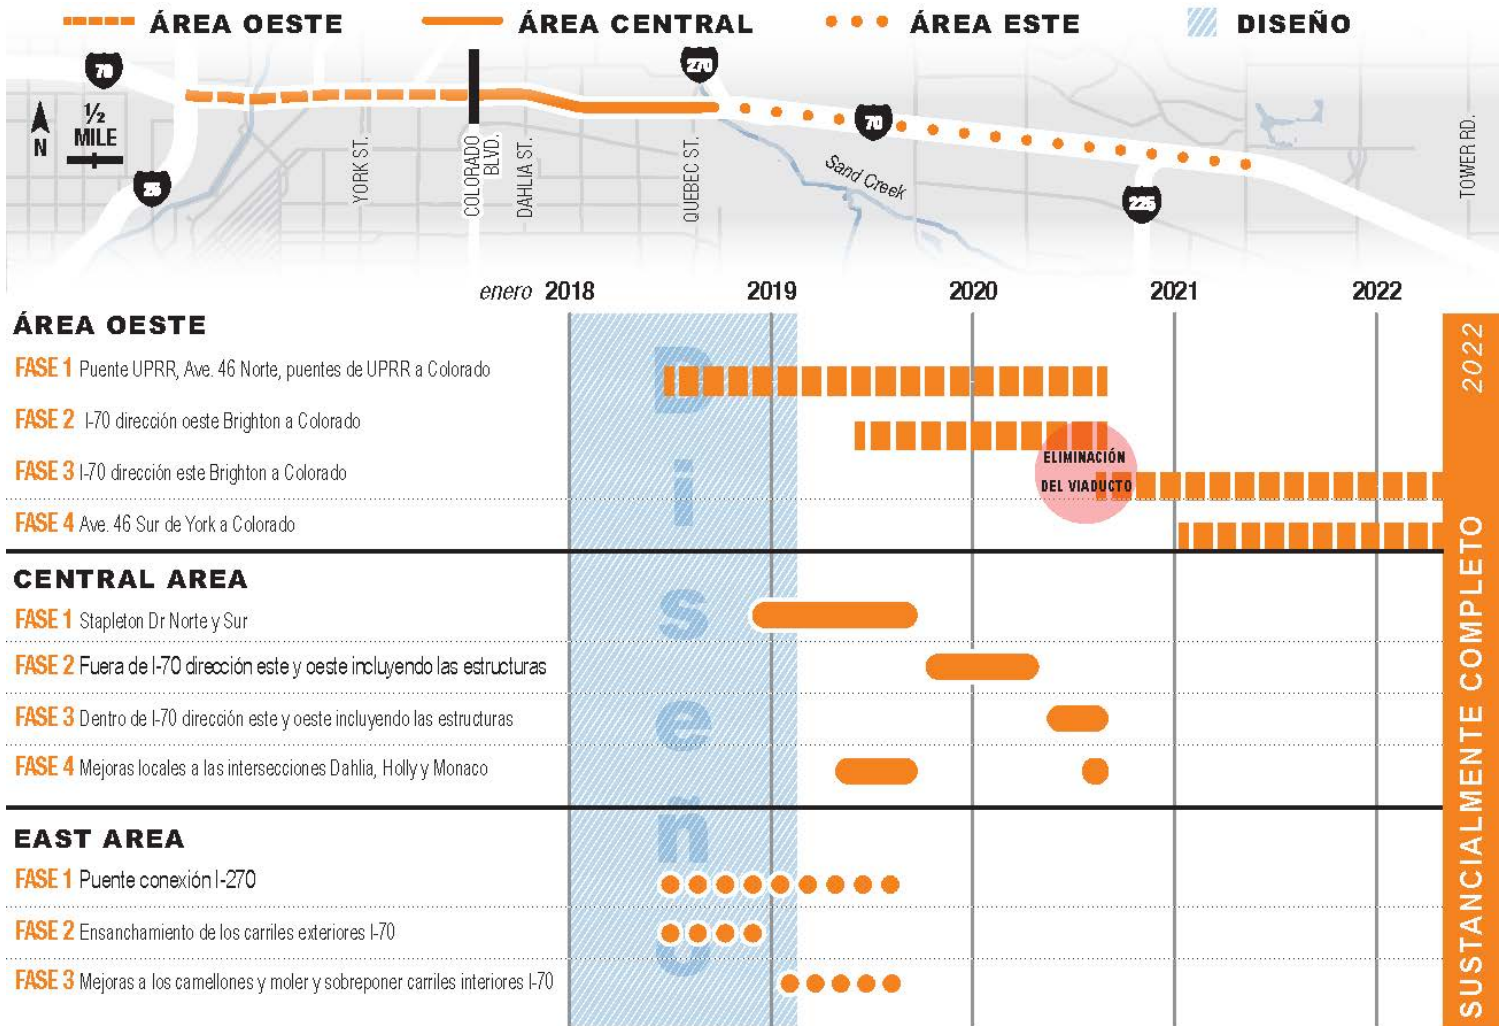 ÁREA OESTE
ÁREA CENTRAL
ÁREA ESTE
DISEÑO
70
270
70
25
225
N
½
MILE
YORK ST.
COLORADO
BLVD.
DAHLIA ST.
QUEBEC ST.
Sand Creek
TOWER RD.
enero 2018
2019
2020
2021
2022
ÁREA OESTE
FASE 1 Puente UPRR, Ave. 46 Norte, puentes de UPRR a Colorado
FASE 2 I-70 dirección oeste Brighton a Colorado
FASE 3 I-70 dirección este Brighton a Colorado
FASE 4 Ave. 46 Sur de York a Colorado
ELIMINACIÓN
DEL VIADUCTO
CENTRAL AREA
FASE 1 Stapleton Dr Norte y Sur
FASE 2 Fuera de I-70 dirección este y oeste incluyendo las estructuras
FASE 3 Dentro de I-70 dirección este y oeste incluyendo las estructuras
FASE 4 Mejoras locales a las intersecciones Dahlia, Holly y Monaco
EAST AREA
FASE 1 Puente conexión I-270
FASE 2 Ensanchamiento de los carriles exteriores I-70
FASE 3 Mejoras a los camellones y moler y sobreponer carriles interiores I-70
Diseño
SUSTANCIALMENTE COMPLETO 2022